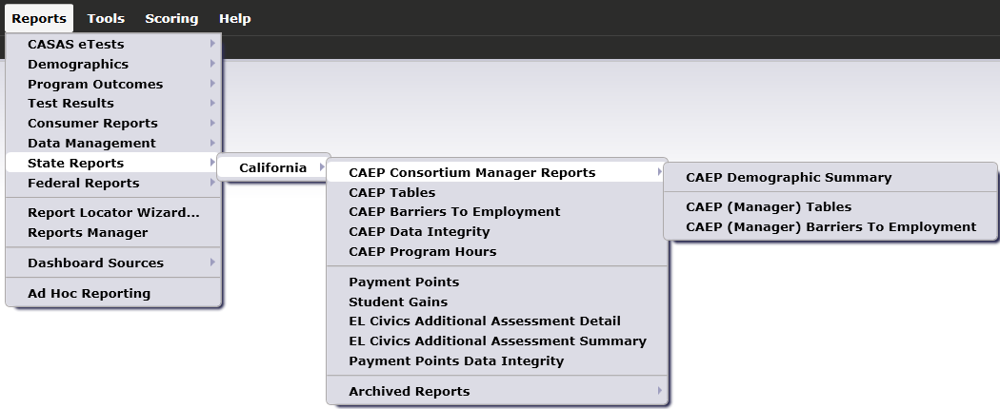 Reports Tools Scoring Help
CASAS eTests
Demographics
Program Outcomes
Test Results
Consumer Reports
Data Management
State Reports
Federal Reports
Report Locator Wizard...
Reports Manager
Dashboard Sources
Ad Hoc Reporting
California
CAEP Consortium Manager Reports
CAEP Tables
CAEP Barriers To Employment
CAEP Data Integrity
CAEP Program Hours
Payment Points
Student Gains
EL Civics Additional Assessment Detail
EL Civics Additional Assessment Summary
Payment Points Data Integrity
Archived Reports
CAEP Demographic Summary
CAEP (Manager) Tables
CAEP (Manager) Barriers To Employment